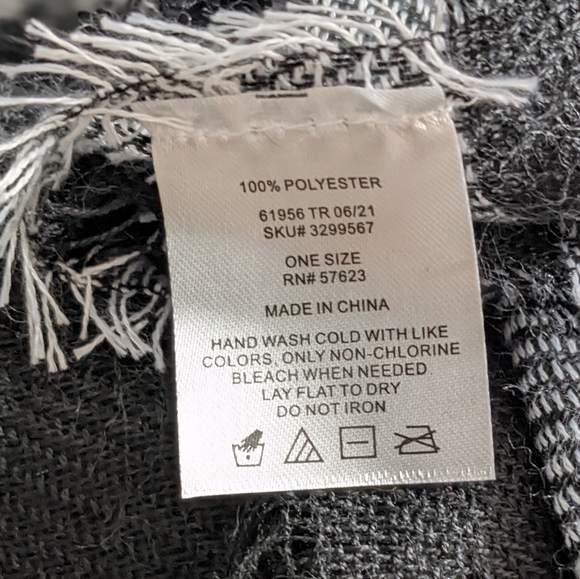 100% POLYESTER
61956 TR 06/21
SKU# 3299567
ONE SIZE
RN# 57623
MADE IN CHINA
HAND WASH COLD WITH LIKE
COLORS, ONLY NON-CHLORINE
BLEACH WHEN NEEDED
LAY FLAT TO DRY
DO NOT IRON